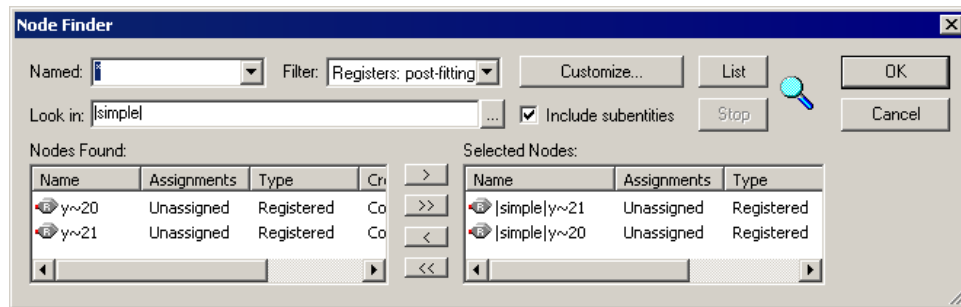 Node Finder
Named: * Filter: Registers: post-fitting Customize... List OK
Look in: |simple| ... Include subentities Stop Cancel
Nodes Found: Selected Nodes:
Name Assignments Type Cr > Name Assignments Type
y~20 Unassigned Registered Co >> |simple|y~21 Unassigned Registered
y~21 Unassigned Registered Co < |simple|y~20 Unassigned Registered
<<